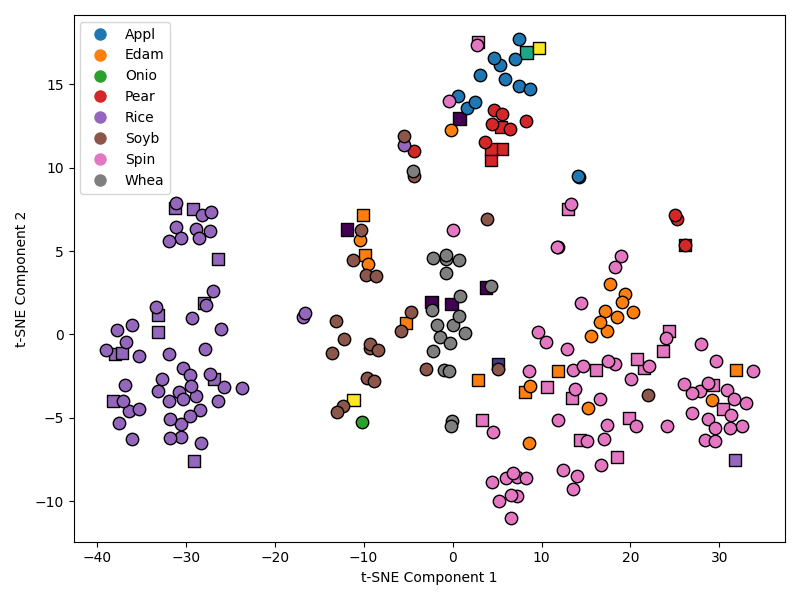 Appl
Edam
Onio
Pear
Rice
Soyb
Spin
Whea
15
10
5
0
−5
−10
t-SNE Component 2
−40
−30
−20
−10
0
10
20
30
t-SNE Component 1